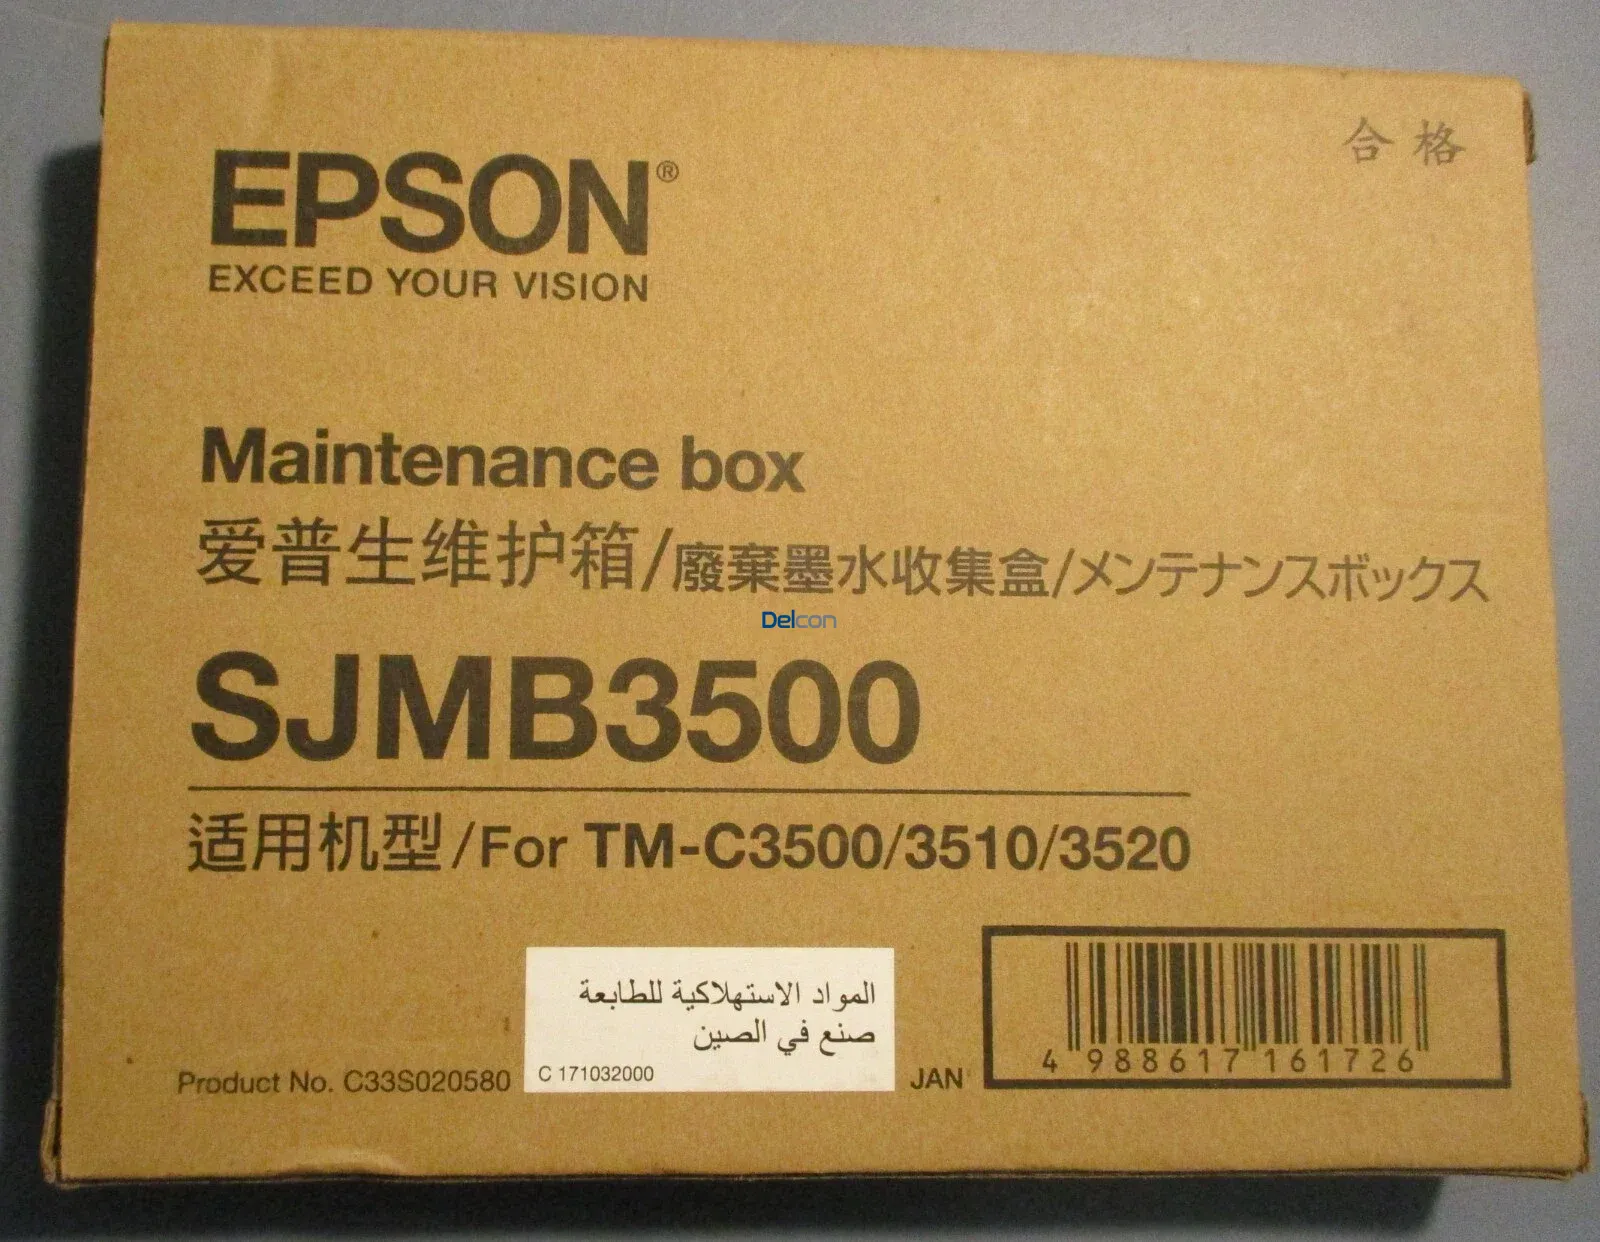 合格
EPSON®
EXCEED YOUR VISION
Maintenance box
爱普生维护箱/廢棄墨水收集盒/メンテナンスボックス
Delcon
SJMB3500
适用机型/For TM-C3500/3510/3520
المواد الاستهلاكية للطابعة
صنع في الصين
C 171032000
Product No. C33S020580
JAN
4 988617 161726